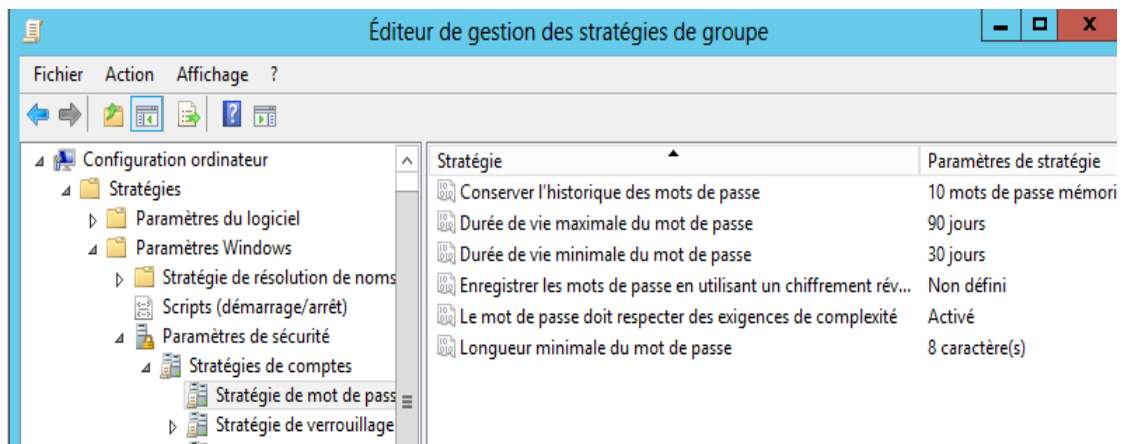 Éditeur de gestion des stratégies de groupe
Fichier Action Affichage ?
Configuration ordinateur
Stratégies
Paramètres du logiciel
Paramètres Windows
Stratégie de résolution de noms
Scripts (démarrage/arrêt)
Paramètres de sécurité
Stratégies de comptes
Stratégie de mot de pass
Stratégie de verrouillage
Stratégie Paramètres de stratégie
Conserver l'historique des mots de passe 10 mots de passe mémori
Durée de vie maximale du mot de passe 90 jours
Durée de vie minimale du mot de passe 30 jours
Enregistrer les mots de passe en utilisant un chiffrement rév... Non défini
Le mot de passe doit respecter des exigences de complexité Activé
Longueur minimale du mot de passe 8 caractère(s)